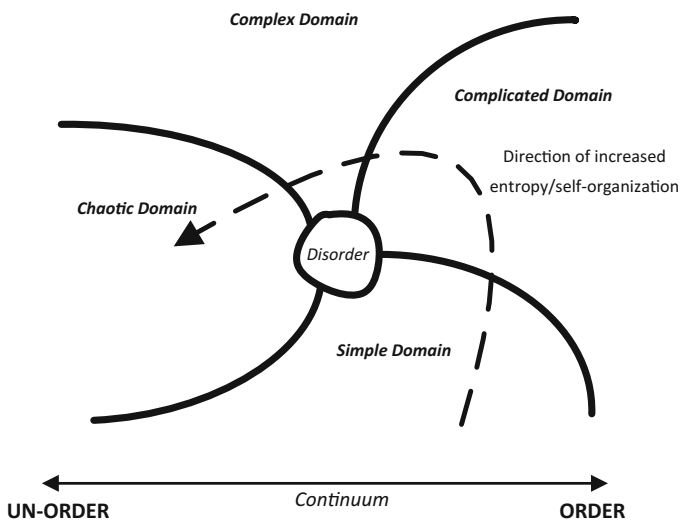 Complex Domain
Complicated Domain
Direction of increased
entropy/self-organization
Chaotic Domain
Disorder
Simple Domain
Continuum
UN-ORDER
ORDER